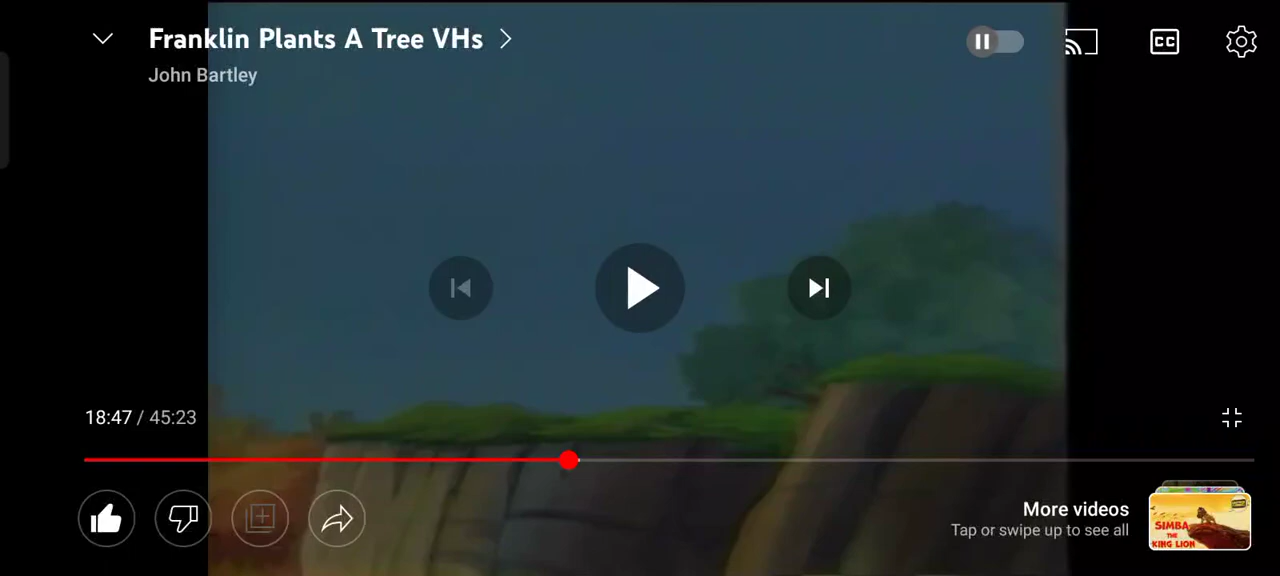 Franklin Plants A Tree VHs
John Bartley
CC
18:47 / 45:23
More videos
Tap or swipe up to see all
SIMBA
THE
KING LION